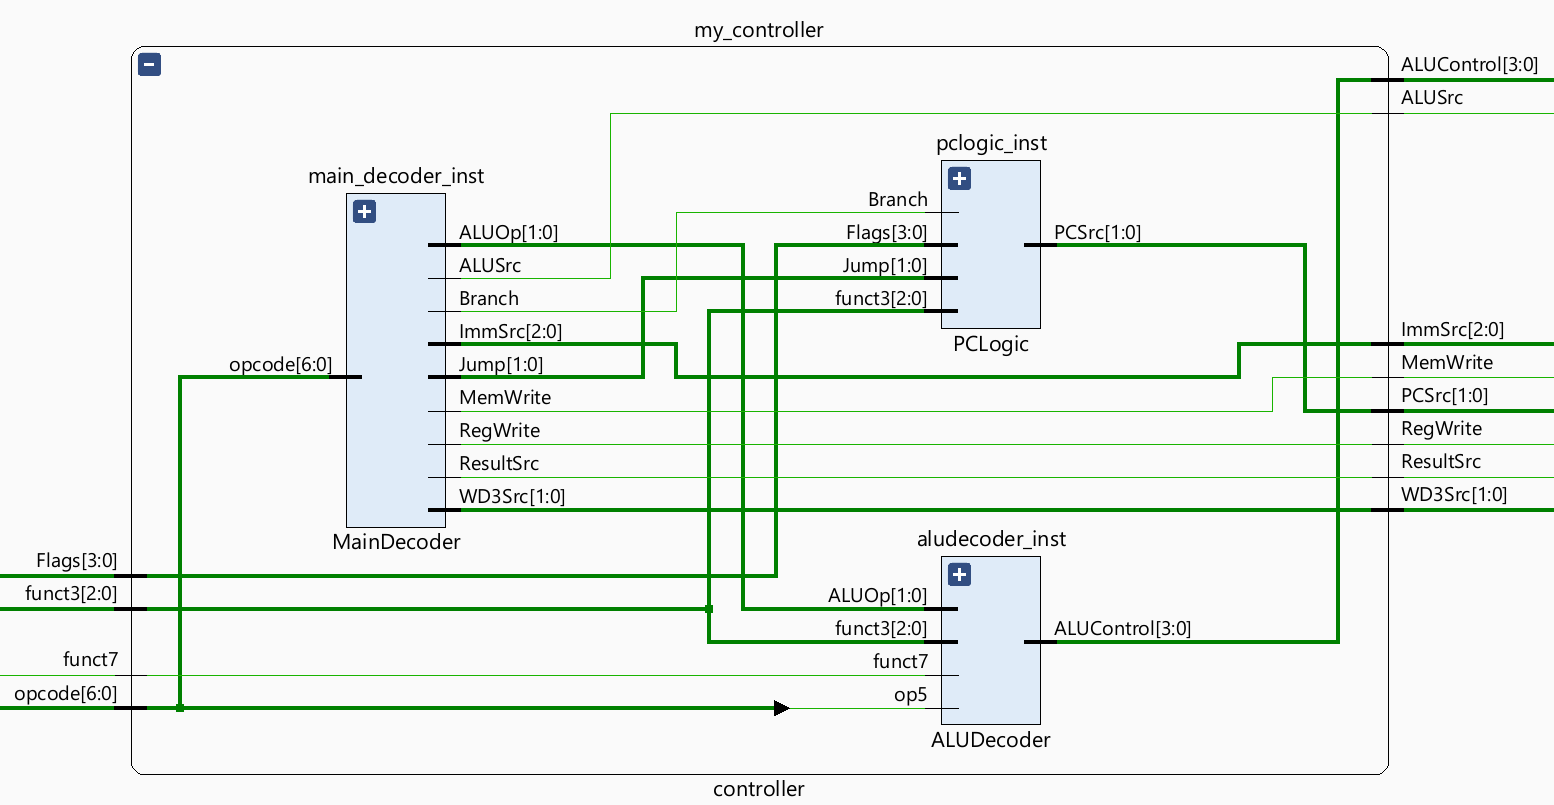 my_controller
ALUControl[3:0]
ALUSrc
pclogic_inst
main_decoder_inst
Branch
ALUOp[1:0]
Flags[3:0]
PCSrc[1:0]
ALUSrc
Jump[1:0]
Branch
funct3[2:0]
ImmSrc[2:0]
PCLogic
ImmSrc[2:0]
opcode[6:0]
Jump[1:0]
MemWrite
MemWrite
PCSrc[1:0]
RegWrite
RegWrite
ResultSrc
ResultSrc
WD3Src[1:0]
WD3Src[1:0]
MainDecoder
aludecoder_inst
Flags[3:0]
funct3[2:0]
ALUOp[1:0]
funct3[2:0]
ALUControl[3:0]
funct7
funct7
opcode[6:0]
op5
ALUDecoder
controller